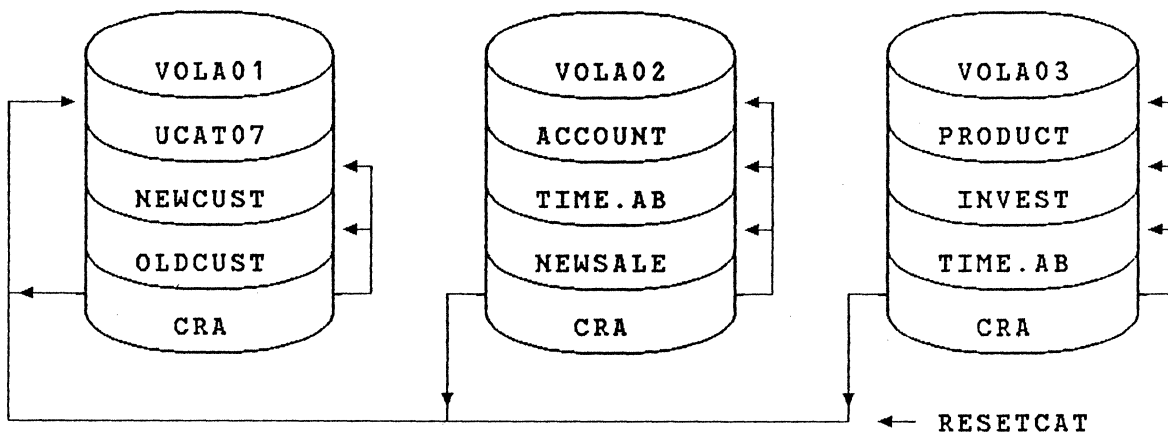 VOLA01
UCAT07
NEWCUST
OLDCUST
CRA
VOLA02
ACCOUNT
TIME.AB
NEWSALE
CRA
VOLA03
PRODUCT
INVEST
TIME.AB
CRA
RESETCAT